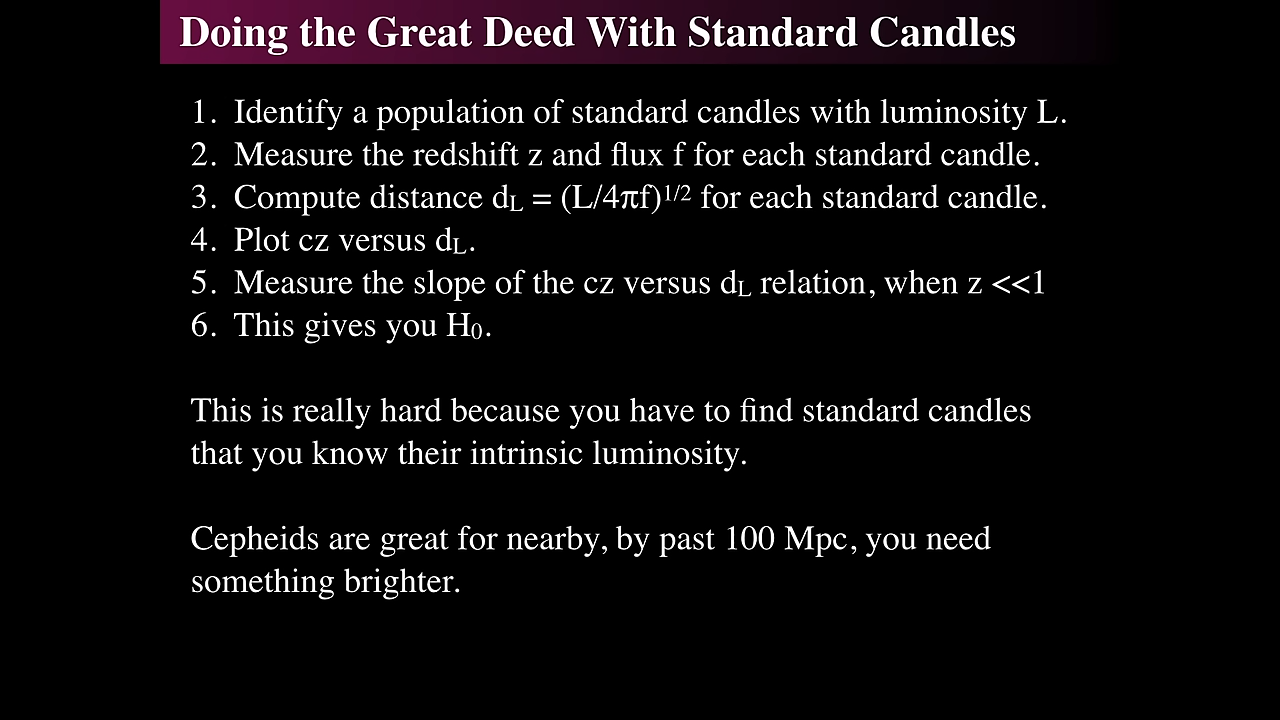 Doing the Great Deed With Standard Candles
1. Identify a population of standard candles with luminosity L.
2. Measure the redshift z and flux f for each standard candle.
3. Compute distance dL = (L/4πf)1/2 for each standard candle.
4. Plot cz versus dL.
5. Measure the slope of the cz versus dL relation, when z <<1
6. This gives you H0.
This is really hard because you have to find standard candles
that you know their intrinsic luminosity.
Cepheids are great for nearby, by past 100 Mpc, you need
something brighter.